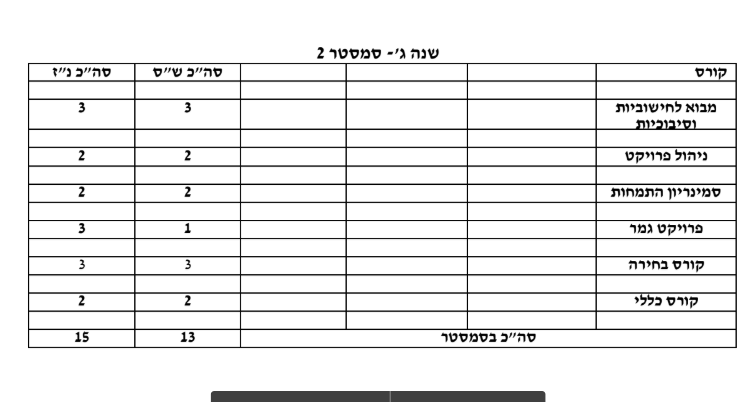 שנה ג'- סמסטר 2
קורס סה"כ ש"ס סה"כ נ"ז
מבוא לחישוביות 3 3
וסיבוכיות
ניהול פרויקט 2 2
סמינריון התמחות 2 2
פרויקט גמר 1 3
קורס בחירה 3 3
קורס כללי 2 2
סה"כ בסמסטר 13 15